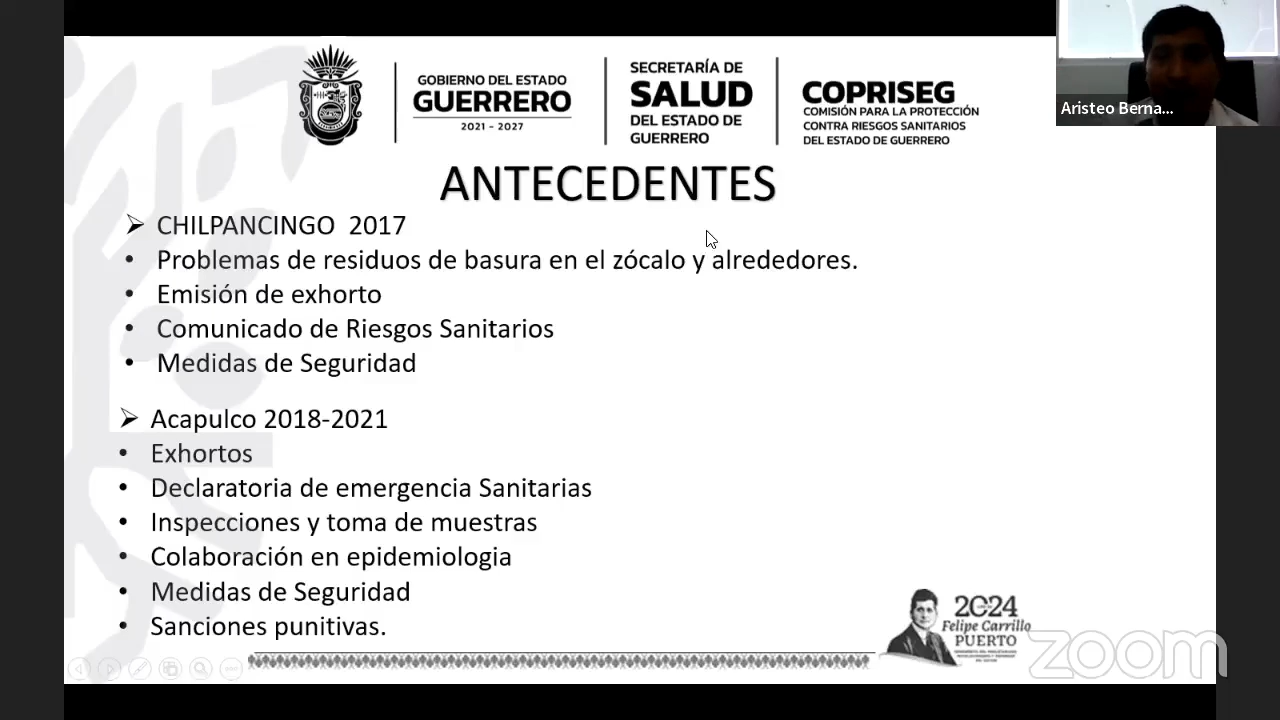 GOBIERNO DEL ESTADO
GUERRERO
2021 - 2027
SECRETARÍA DE
SALUD
DEL ESTADO DE
GUERRERO
COPRISEG
COMISIÓN PARA LA PROTECCIÓN
CONTRA RIESGOS SANITARIOS
DEL ESTADO DE GUERRERO
Aristeo Berna...
ANTECEDENTES
➢ CHILPANCINGO 2017
• Problemas de residuos de basura en el zócalo y alrededores.
• Emisión de exhorto
• Comunicado de Riesgos Sanitarios
• Medidas de Seguridad
➢ Acapulco 2018-2021
• Exhortos
• Declaratoria de emergencia Sanitarias
• Inspecciones y toma de muestras
• Colaboración en epidemiologia
• Medidas de Seguridad
• Sanciones punitivas.
2024
Felipe Carrillo
PUERTO
zoom